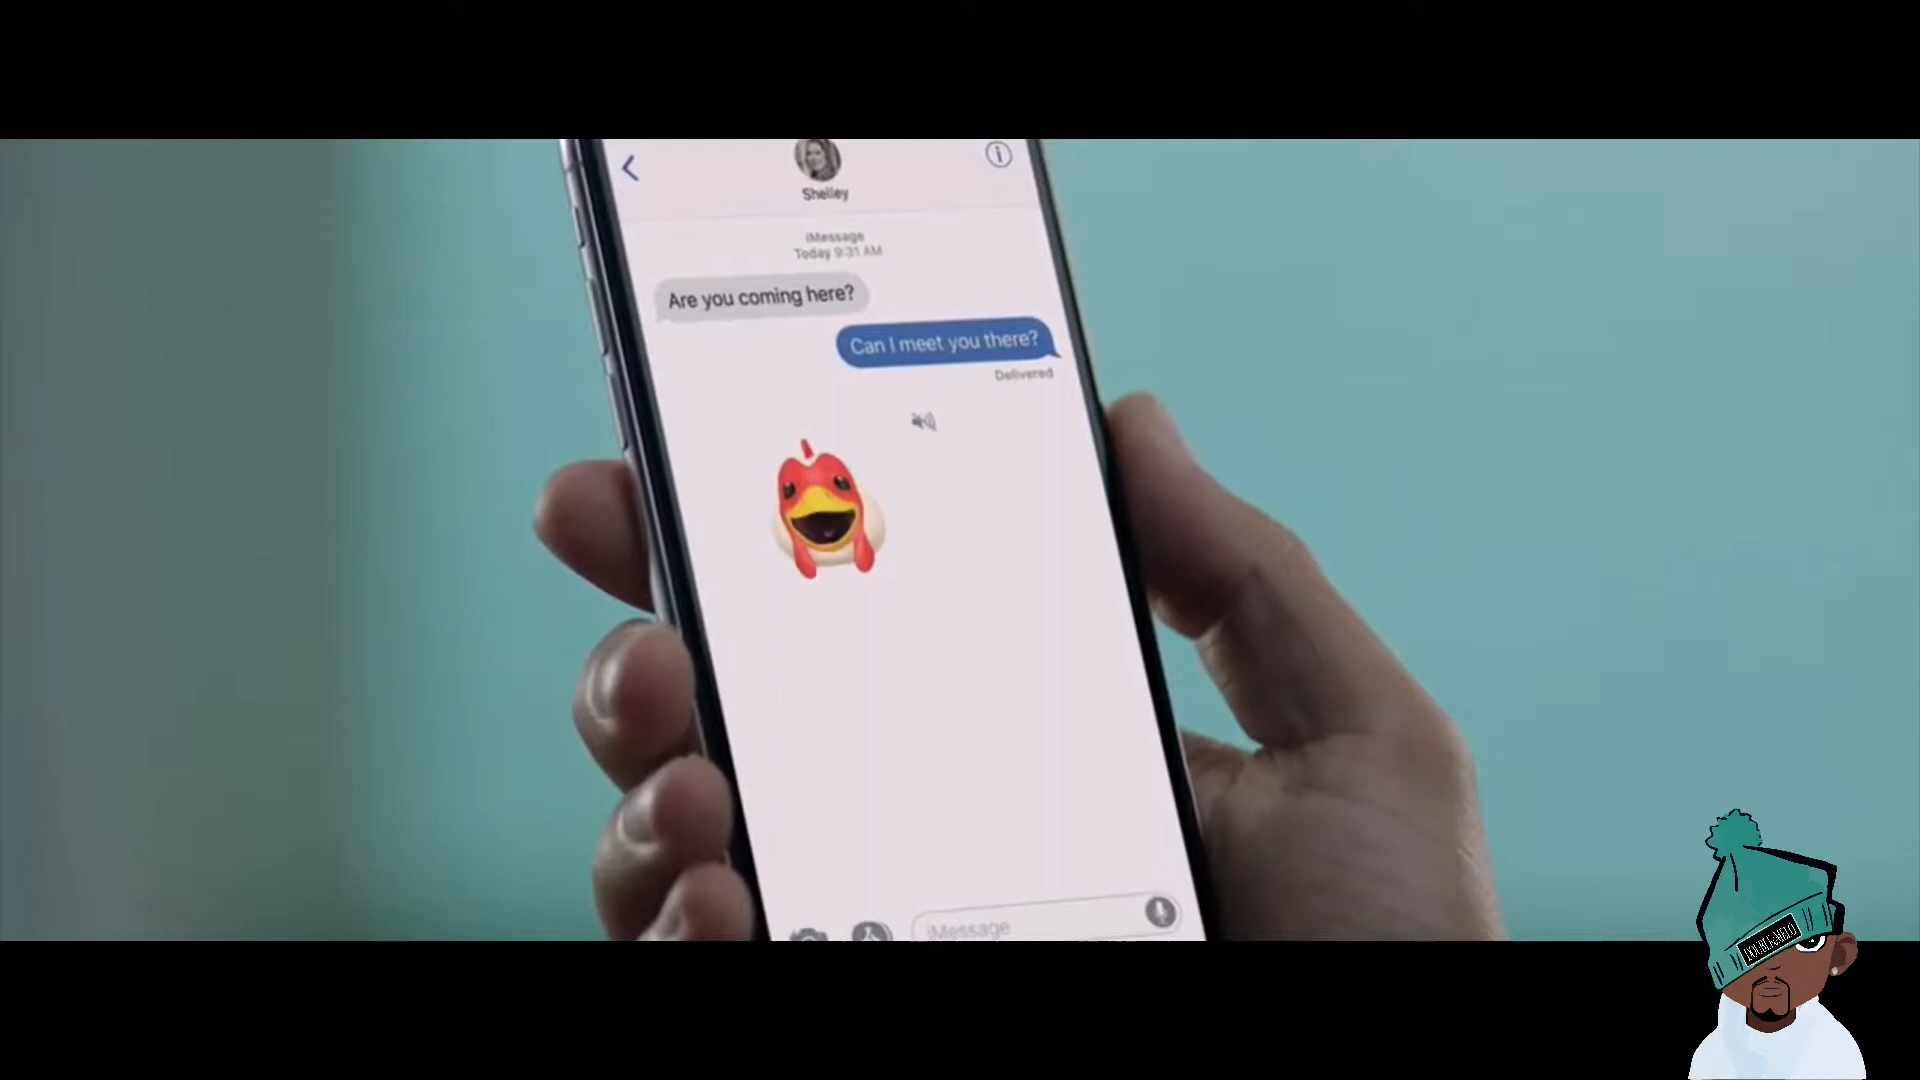 Shelley
iMessage
Today 9:31 AM
Are you coming here?
Can I meet you there?
Delivered
iMessage